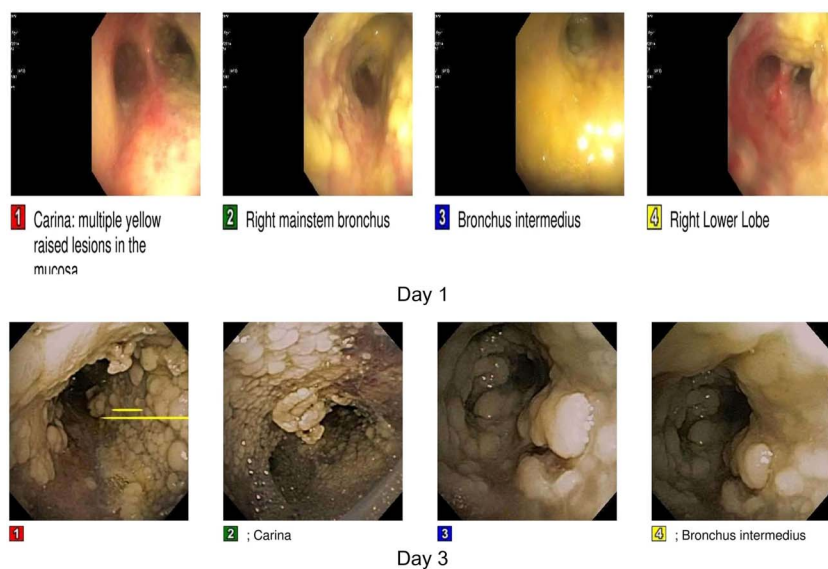 1 Carina: multiple yellow
raised lesions in the
mucosa
2 Right mainstem bronchus
3 Bronchus intermedius
4 Right Lower Lobe
Day 1
1
2 ; Carina
3
4 ; Bronchus intermedius
Day 3